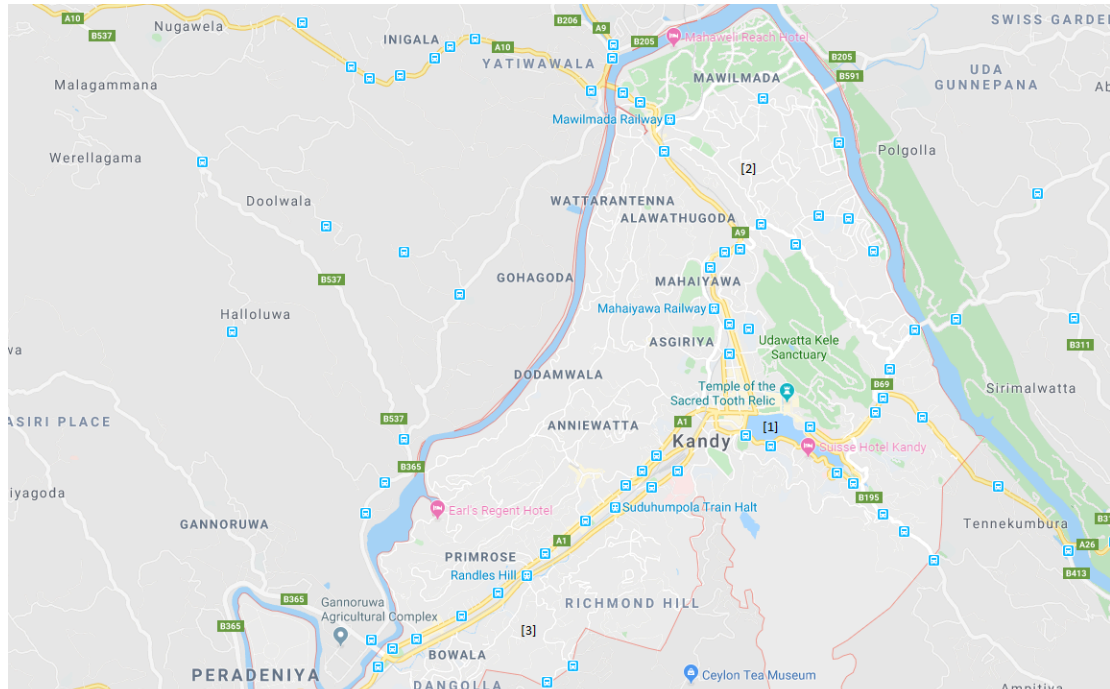 A10
Nugawela
B537
INIGALA
A10
B206
A9
B205
Mahaweli Reach Hotel
SWISS GARDEN
YATIWAWALA
MAWILMADA
B205
B591
UDA
GUNNEPANA
Malagammana
Mawilmada Railway
Werellagama
[2]
Polgolla
Doolwala
WATTARANTENNA
ALAWATHUGODA
A9
GOHAGODA
MAHAIYAWA
B537
Halloluwa
Mahaiyawa Railway
ASGIRIYA
Udawatta Kele
Sanctuary
B311
DODAMWALA
Temple of the
Sacred Tooth Relic
B69
Sirimalwatta
ASIRI PLACE
B537
ANNIEWATTA
A1
Kandy
[1]
Suisse Hotel Kandy
B365
iyagoda
B195
GANNORUWA
Earl's Regent Hotel
Suduhumpola Train Halt
Tennekumbura
A1
A26
PRIMROSE
B413
Randles Hill
B365
Gannoruwa
Agricultural Complex
RICHMOND HILL
B365
[3]
BOWALA
PERADENIYA
DANGOLLA
Ceylon Tea Museum
Ampitiya